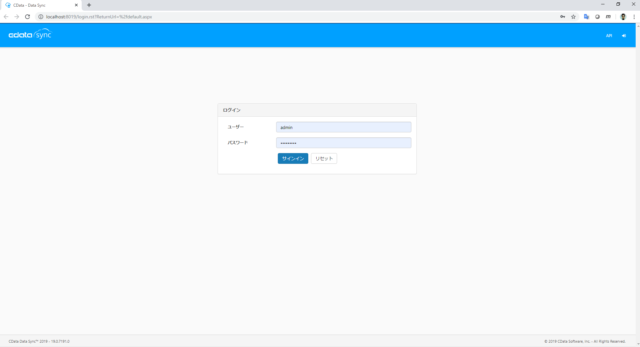 CData - Data Sync
localhost:8019/login.rst?ReturnUrl=%2fdefault.aspx
cdata sync
API
ログイン
ユーザー admin
パスワード ••••••••
サインイン リセット
CData Data Sync™ 2019 - 19.0.7191.0
© 2019 CData Software, Inc. - All Rights Reserved.